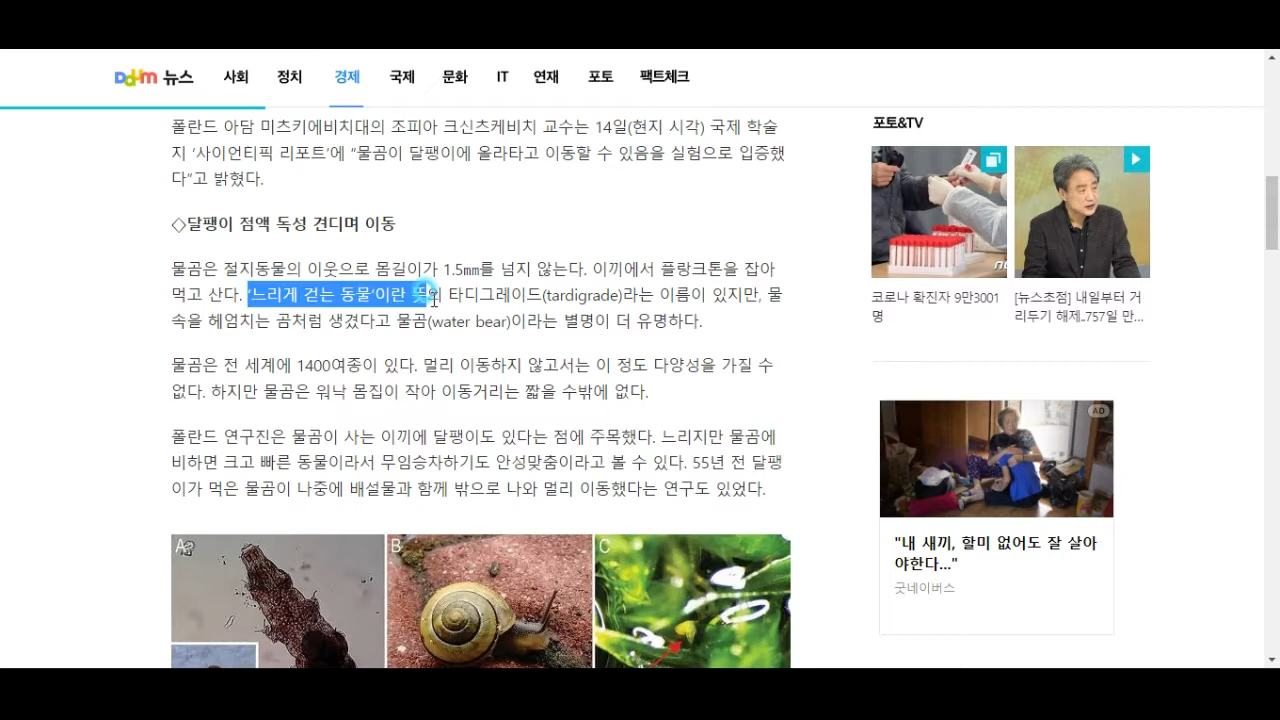 Daum 뉴스 사회 정치 경제 국제 문화 IT 연재 포토 팩트체크
폴란드 아담 미츠키에비치대의 조피아 크신츠케비치 교수는 14일(현지 시각) 국제 학술
지 ‘사이언티픽 리포트’에 “물곰이 달팽이에 올라타고 이동할 수 있음을 실험으로 입증했
다”고 밝혔다.
◇달팽이 점액 독성 견디며 이동
물곰은 절지동물의 이웃으로 몸길이가 1.5㎜를 넘지 않는다. 이끼에서 플랑크톤을 잡아
먹고 산다. ‘느리게 걷는 동물‘이란 뜻의 타디그레이드(tardigrade)라는 이름이 있지만, 물
속을 헤엄치는 곰처럼 생겼다고 물곰(water bear)이라는 별명이 더 유명하다.
물곰은 전 세계에 1400여종이 있다. 멀리 이동하지 않고서는 이 정도 다양성을 가질 수
없다. 하지만 물곰은 워낙 몸집이 작아 이동거리는 짧을 수밖에 없다.
폴란드 연구진은 물곰이 사는 이끼에 달팽이도 있다는 점에 주목했다. 느리지만 물곰에
비하면 크고 빠른 동물이라서 무임승차하기도 안성맞춤이라고 볼 수 있다. 55년 전 달팽
이가 먹은 물곰이 나중에 배설물과 함께 밖으로 나와 멀리 이동했다는 연구도 있었다.
A
B
C
포토&TV
코로나 확진자 9만3001
명
[뉴스초점] 내일부터 거
리두기 해제..757일 만...
AD
"내 새끼, 할미 없어도 잘 살아
야한다..."
굿네이버스